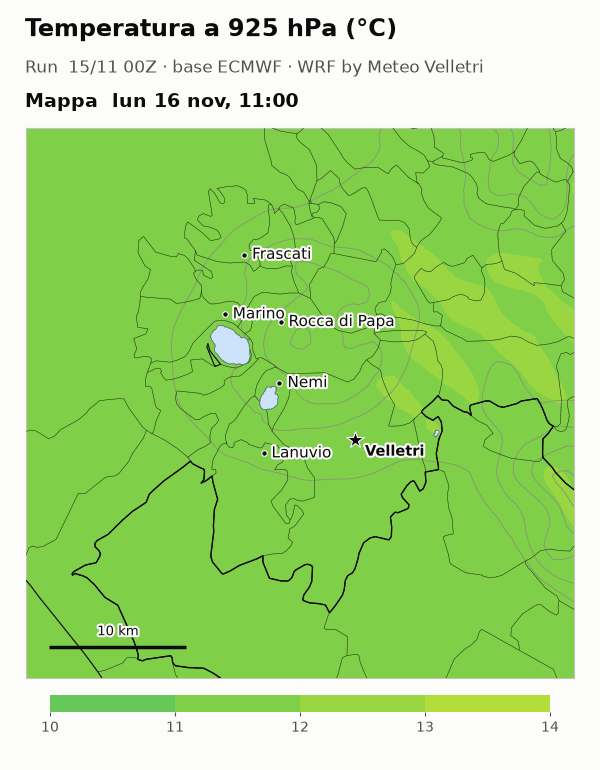 Temperatura a 925 hPa (°C)
Run  15/11 00Z · base ECMWF · WRF by Meteo Velletri
Mappa  lun 16 nov, 11:00
Frascati
Marino
Rocca di Papa
Nemi
Velletri
Lanuvio
10 km
10 11 12 13 14